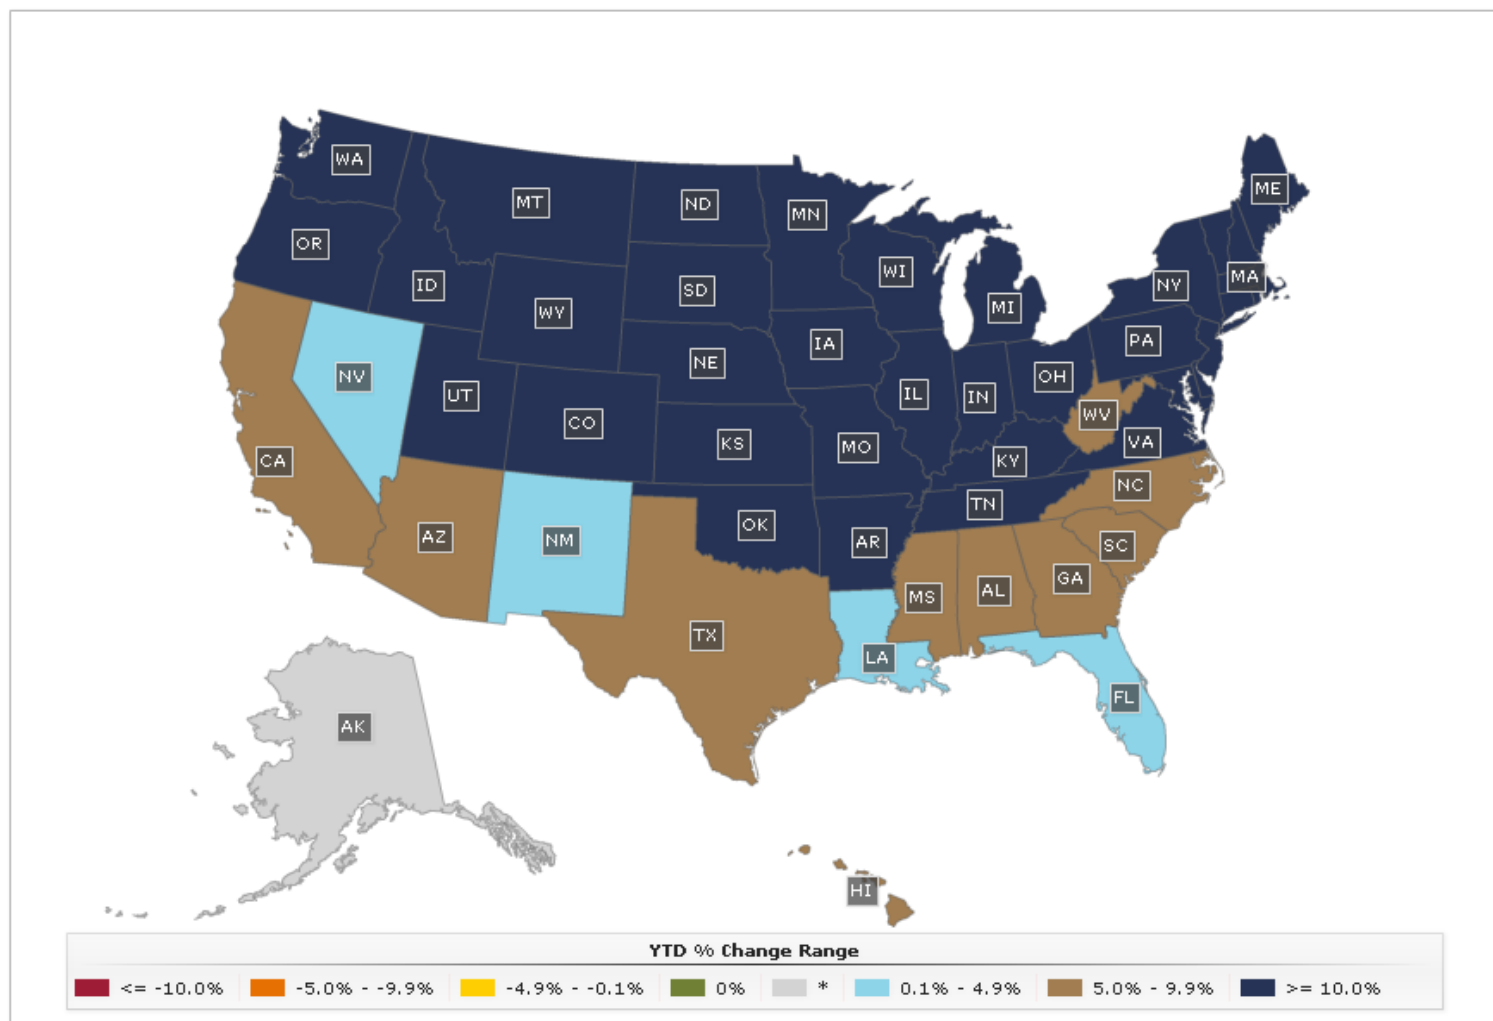 WA
MT
ND
MN
ME
OR
ID
WY
SD
WI
MI
NY
MA
NV
UT
CO
NE
IA
IL
IN
OH
PA
CA
KS
MO
KY
WV
VA
AZ
NM
OK
AR
TN
NC
SC
TX
LA
MS
AL
GA
FL
AK
HI
YTD % Change Range
<= -10.0% -5.0% - -9.9% -4.9% - -0.1% 0% * 0.1% - 4.9% 5.0% - 9.9% >= 10.0%